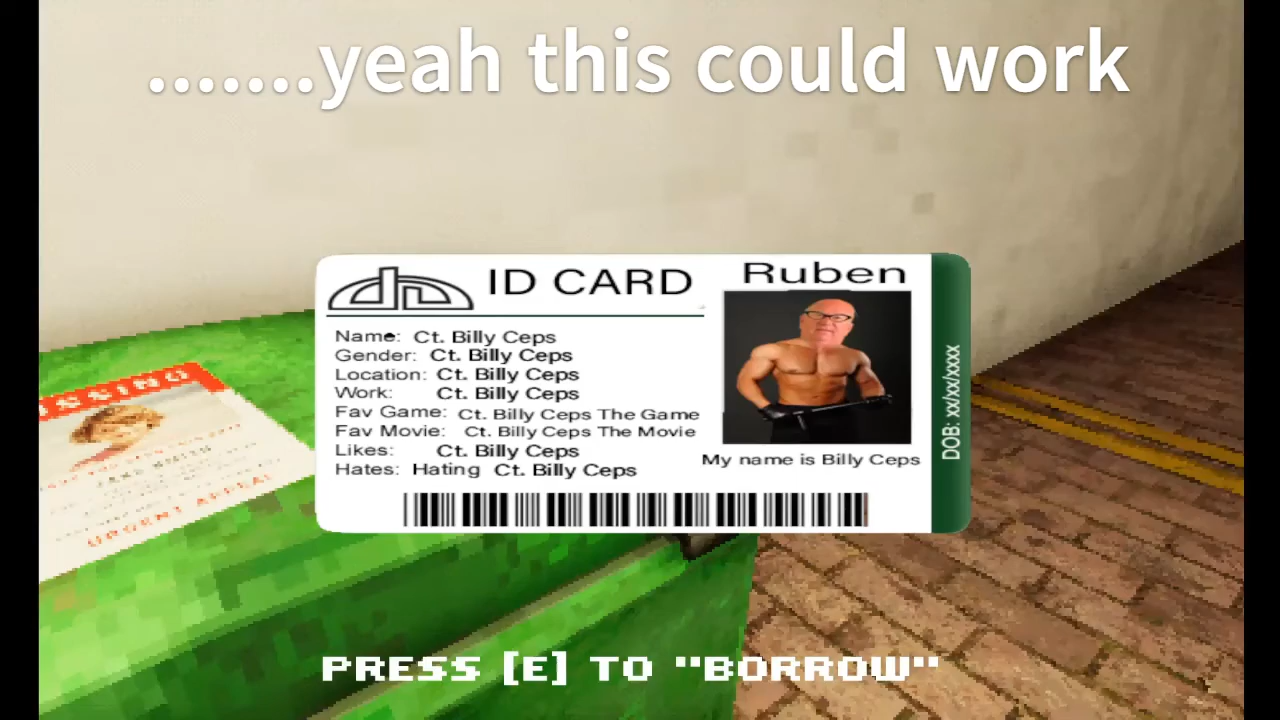 .......yeah this could work
ID CARD
Ruben
Name: Ct. Billy Ceps
Gender: Ct. Billy Ceps
Location: Ct. Billy Ceps
Work: Ct. Billy Ceps
Fav Game: Ct. Billy Ceps The Game
Fav Movie: Ct. Billy Ceps The Movie
Likes: Ct. Billy Ceps
Hates: Hating Ct. Billy Ceps
My name is Billy Ceps
DOB: xx/xx/xxxx
SSING
JAKE SMITH
URGENT APPEAL
PRESS [E] TO "BORROW"